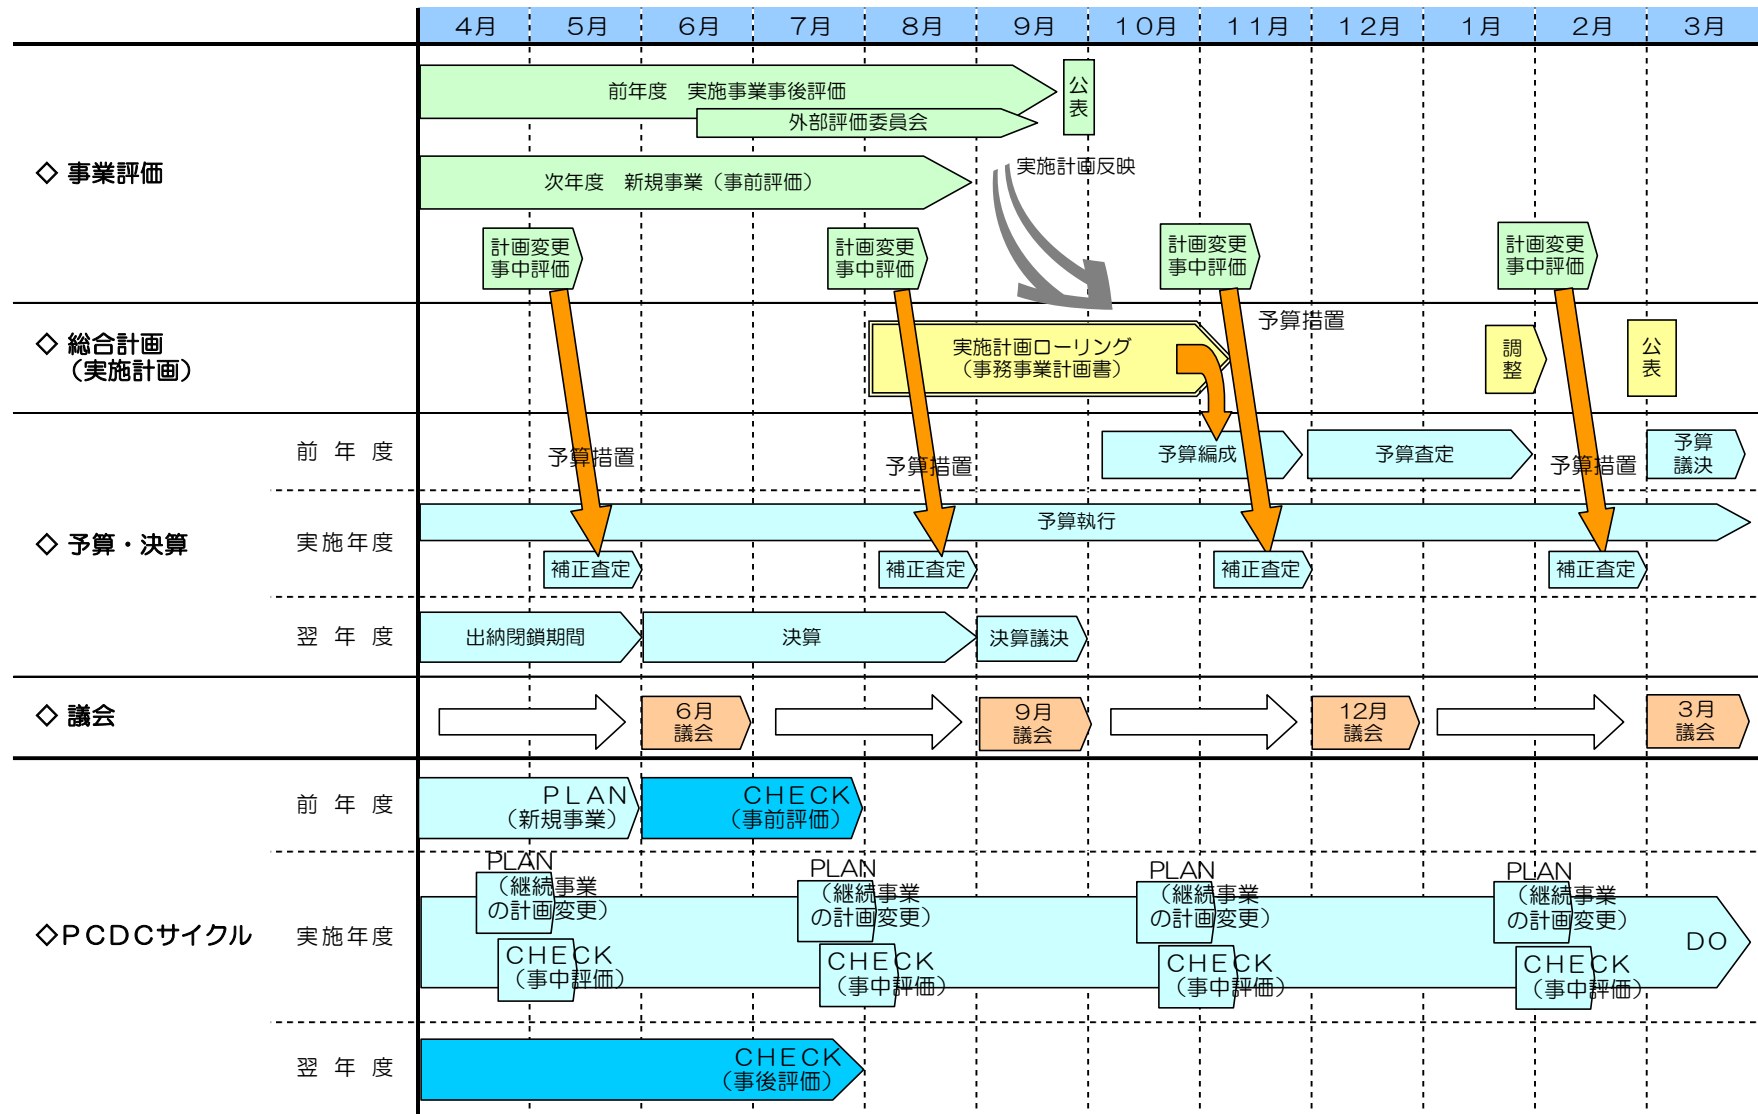 ４月　５月　６月　７月　８月　９月　１０月　１１月　１２月　１月　２月　３月
前年度　実施事業事後評価
公
表
外部評価委員会
実施計画反映
◇ 事業評価
次年度　新規事業（事前評価）
計画変更
事中評価
計画変更
事中評価
計画変更
事中評価
計画変更
事中評価
予算措置
◇ 総合計画
（実施計画）
実施計画ローリング
（事務事業計画書）
調
整
公
表
前 年 度
予算措置
予算措置
予算編成
予算査定
予算措置
予算
議決
◇ 予算・決算
実施年度
予算執行
補正査定
補正査定
補正査定
補正査定
翌 年 度
出納閉鎖期間
決算
決算議決
◇ 議会
６月
議会
９月
議会
12月
議会
３月
議会
前 年 度
ＰＬＡＮ
（新規事業）
ＣＨＥＣＫ
（事前評価）
◇ＰＣＤＣサイクル
実施年度
PLAN
（継続事業
の計画変更）
CHECK
（事中評価）
PLAN
（継続事業
の計画変更）
CHECK
（事中評価）
PLAN
（継続事業
の計画変更）
CHECK
（事中評価）
PLAN
（継続事業
の計画変更）
CHECK
（事中評価）
ＤＯ
翌 年 度
ＣＨＥＣＫ
（事後評価）